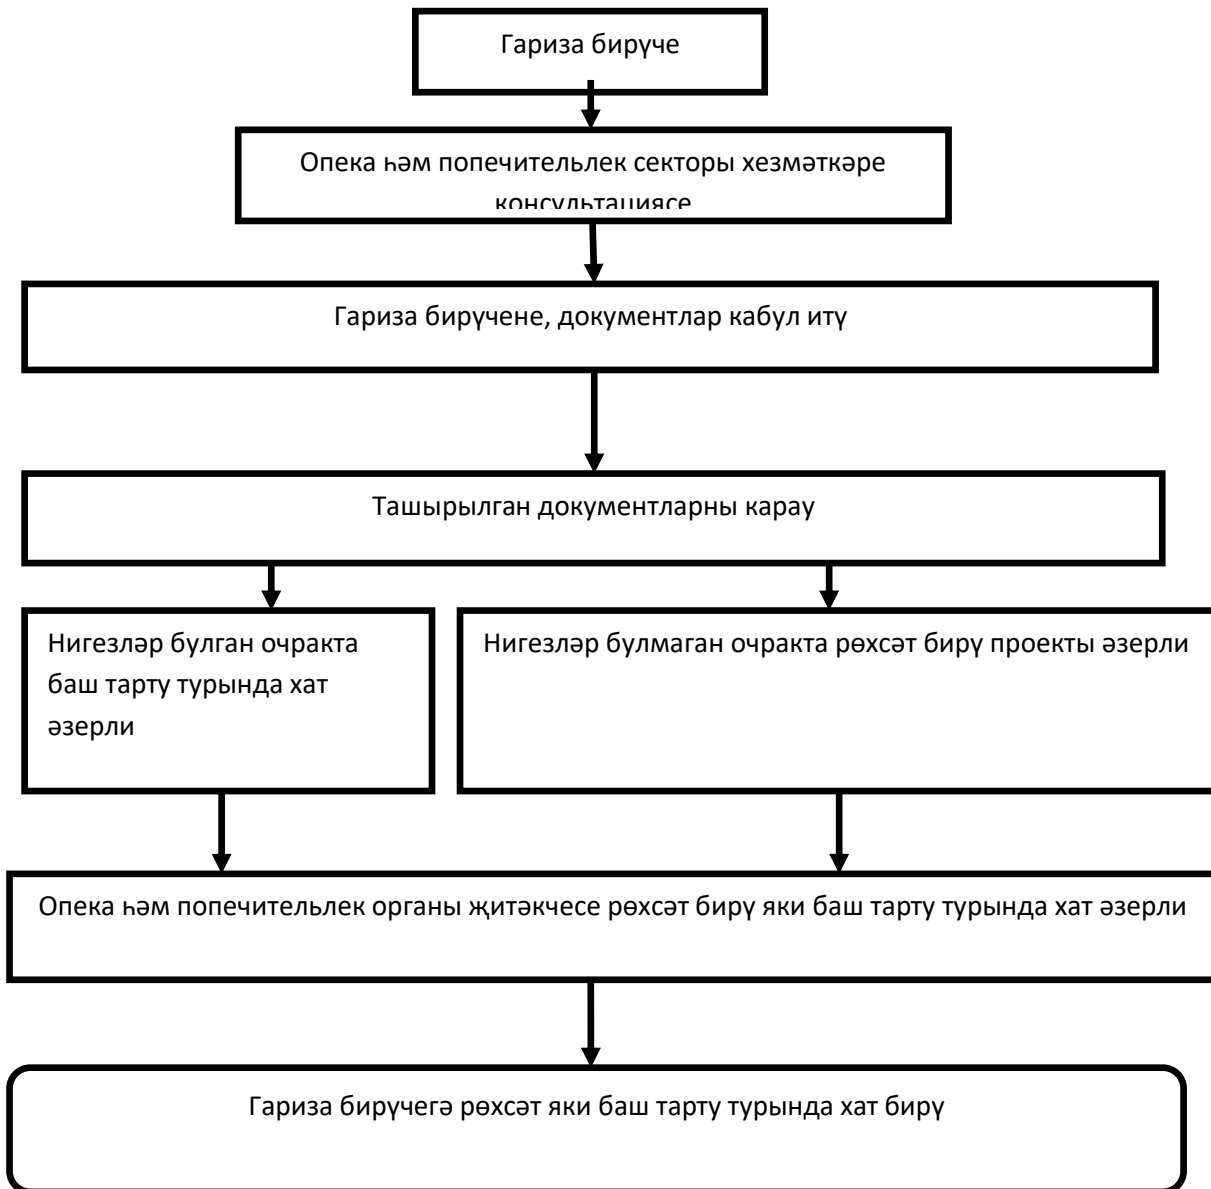 Гариза бирүче
Опека һәм попечительлек секторы хезмәткәре
консультациясе
Гариза бирүчене, документлар кабул итү
Ташырылган документларны карау
Нигезләр булган очракта
баш тарту турында хат
әзерли
Нигезләр булмаган очракта рөхсәт бирү проекты әзерли
Опека һәм попечительлек органы җитәкчесе рөхсәт бирү яки баш тарту турында хат әзерли
Гариза бирүчегә рөхсәт яки баш тарту турында хат бирү